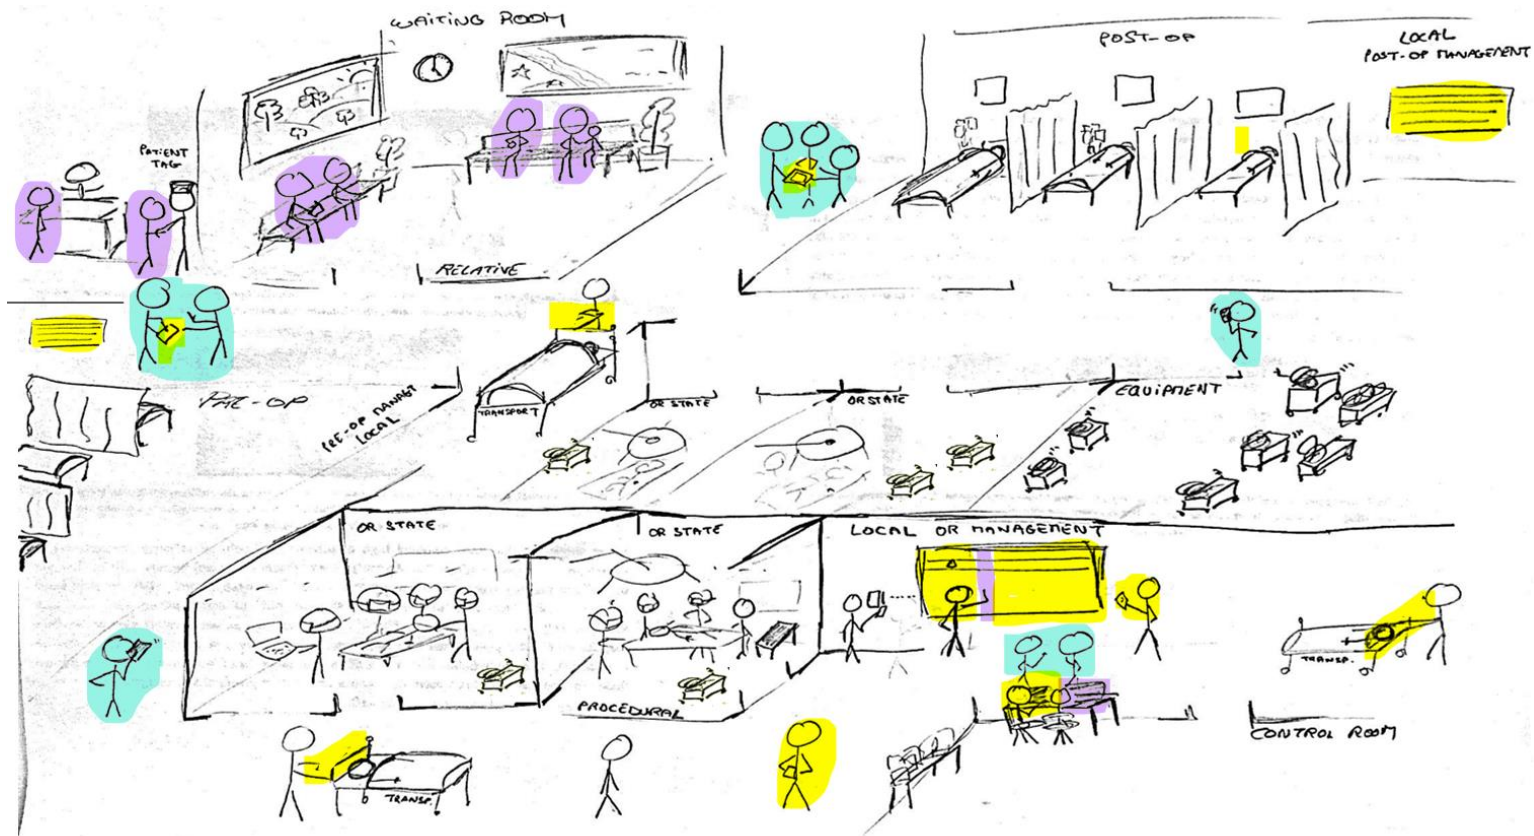 WAITING ROOM
POST-OP
LOCAL
POST-OP MANAGEMENT
PATIENT
TAG
RELATIVE
PRE-OP
PRE-OP MANAGT
LOCAL
TRANSPORT
OR STATE
OR STATE
EQUIPMENT
OR STATE
OR STATE
LOCAL OR MANAGEMENT
TRANSP.
PROCEDURAL
CONTROL ROOM
TRANSP.